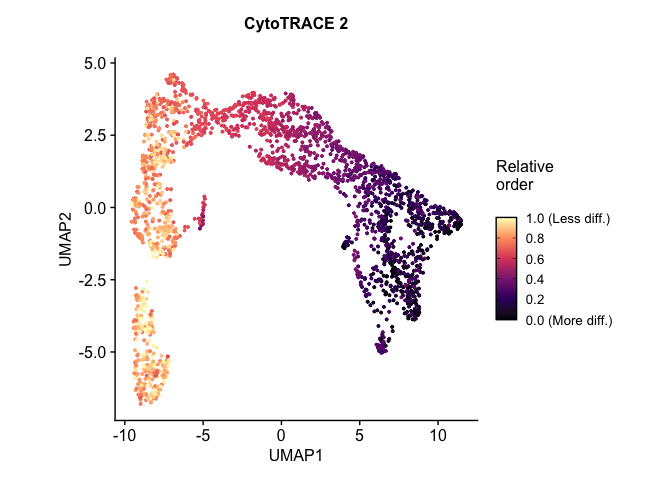 CytoTRACE 2
5.0
2.5
0.0
-2.5
-5.0
UMAP2
-10
-5
0
5
10
UMAP1
Relative
order
1.0 (Less diff.)
0.8
0.6
0.4
0.2
0.0 (More diff.)